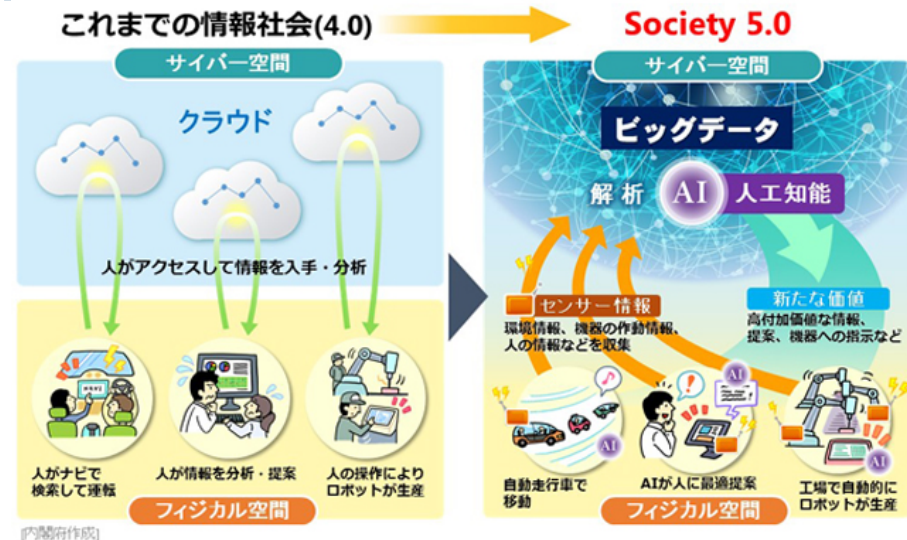 これまでの情報社会(4.0)
Society 5.0
サイバー空間
クラウド
人がアクセスして情報を入手・分析
人がナビで
検索して運転
人が情報を分析・提案
人の操作により
ロボットが生産
フィジカル空間
サイバー空間
ビッグデータ
解析 AI 人工知能
センサー情報
環境情報、機器の作動情報、
人の情報などを収集
新たな価値
高付加価値な情報、
提案、機器への指示など
AI
AI
AI
自動走行車で
移動
AIが人に最適提案
工場で自動的に
ロボットが生産
フィジカル空間
[内閣府作成]